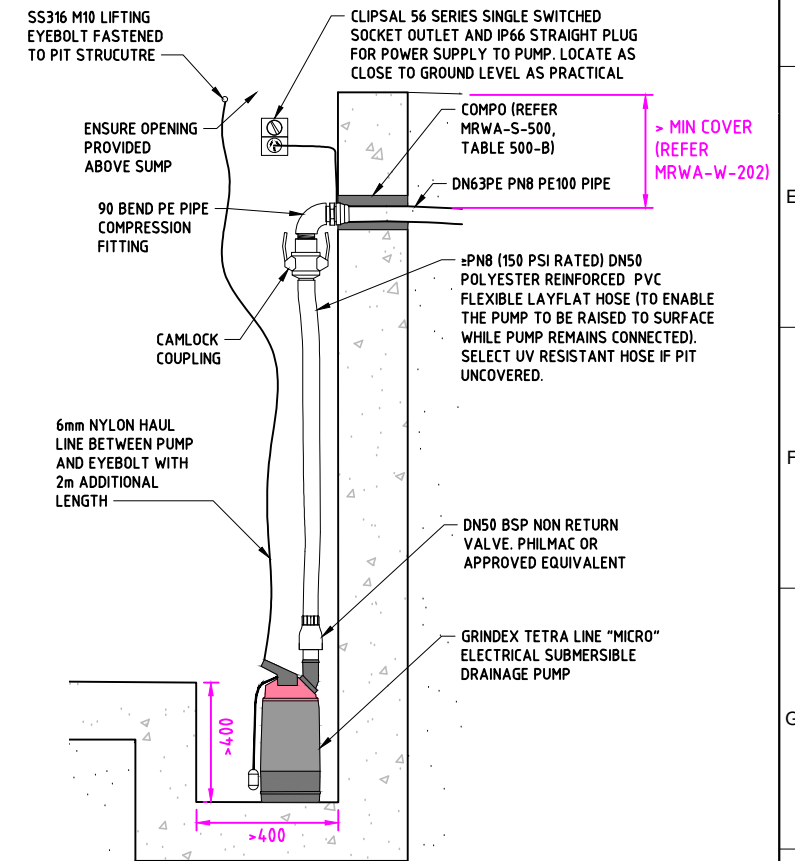 SS316 M10 LIFTING
EYEBOLT FASTENED
TO PIT STRUCUTRE
CLIPSAL 56 SERIES SINGLE SWITCHED
SOCKET OUTLET AND IP66 STRAIGHT PLUG
FOR POWER SUPPLY TO PUMP. LOCATE AS
CLOSE TO GROUND LEVEL AS PRACTICAL
ENSURE OPENING
PROVIDED
ABOVE SUMP
COMPO (REFER
MRWA-S-500,
TABLE 500-B)
> MIN COVER
(REFER
MRWA-W-202)
DN63PE PN8 PE100 PIPE
E
90 BEND PE PIPE
COMPRESSION
FITTING
≥PN8 (150 PSI RATED) DN50
POLYESTER REINFORCED PVC
FLEXIBLE LAYFLAT HOSE (TO ENABLE
THE PUMP TO BE RAISED TO SURFACE
WHILE PUMP REMAINS CONNECTED).
SELECT UV RESISTANT HOSE IF PIT
UNCOVERED.
CAMLOCK
COUPLING
6mm NYLON HAUL
LINE BETWEEN PUMP
AND EYEBOLT WITH
2m ADDITIONAL
LENGTH
F
DN50 BSP NON RETURN
VALVE. PHILMAC OR
APPROVED EQUIVALENT
GRINDEX TETRA LINE "MICRO"
ELECTRICAL SUBMERSIBLE
DRAINAGE PUMP
G
>400
>400